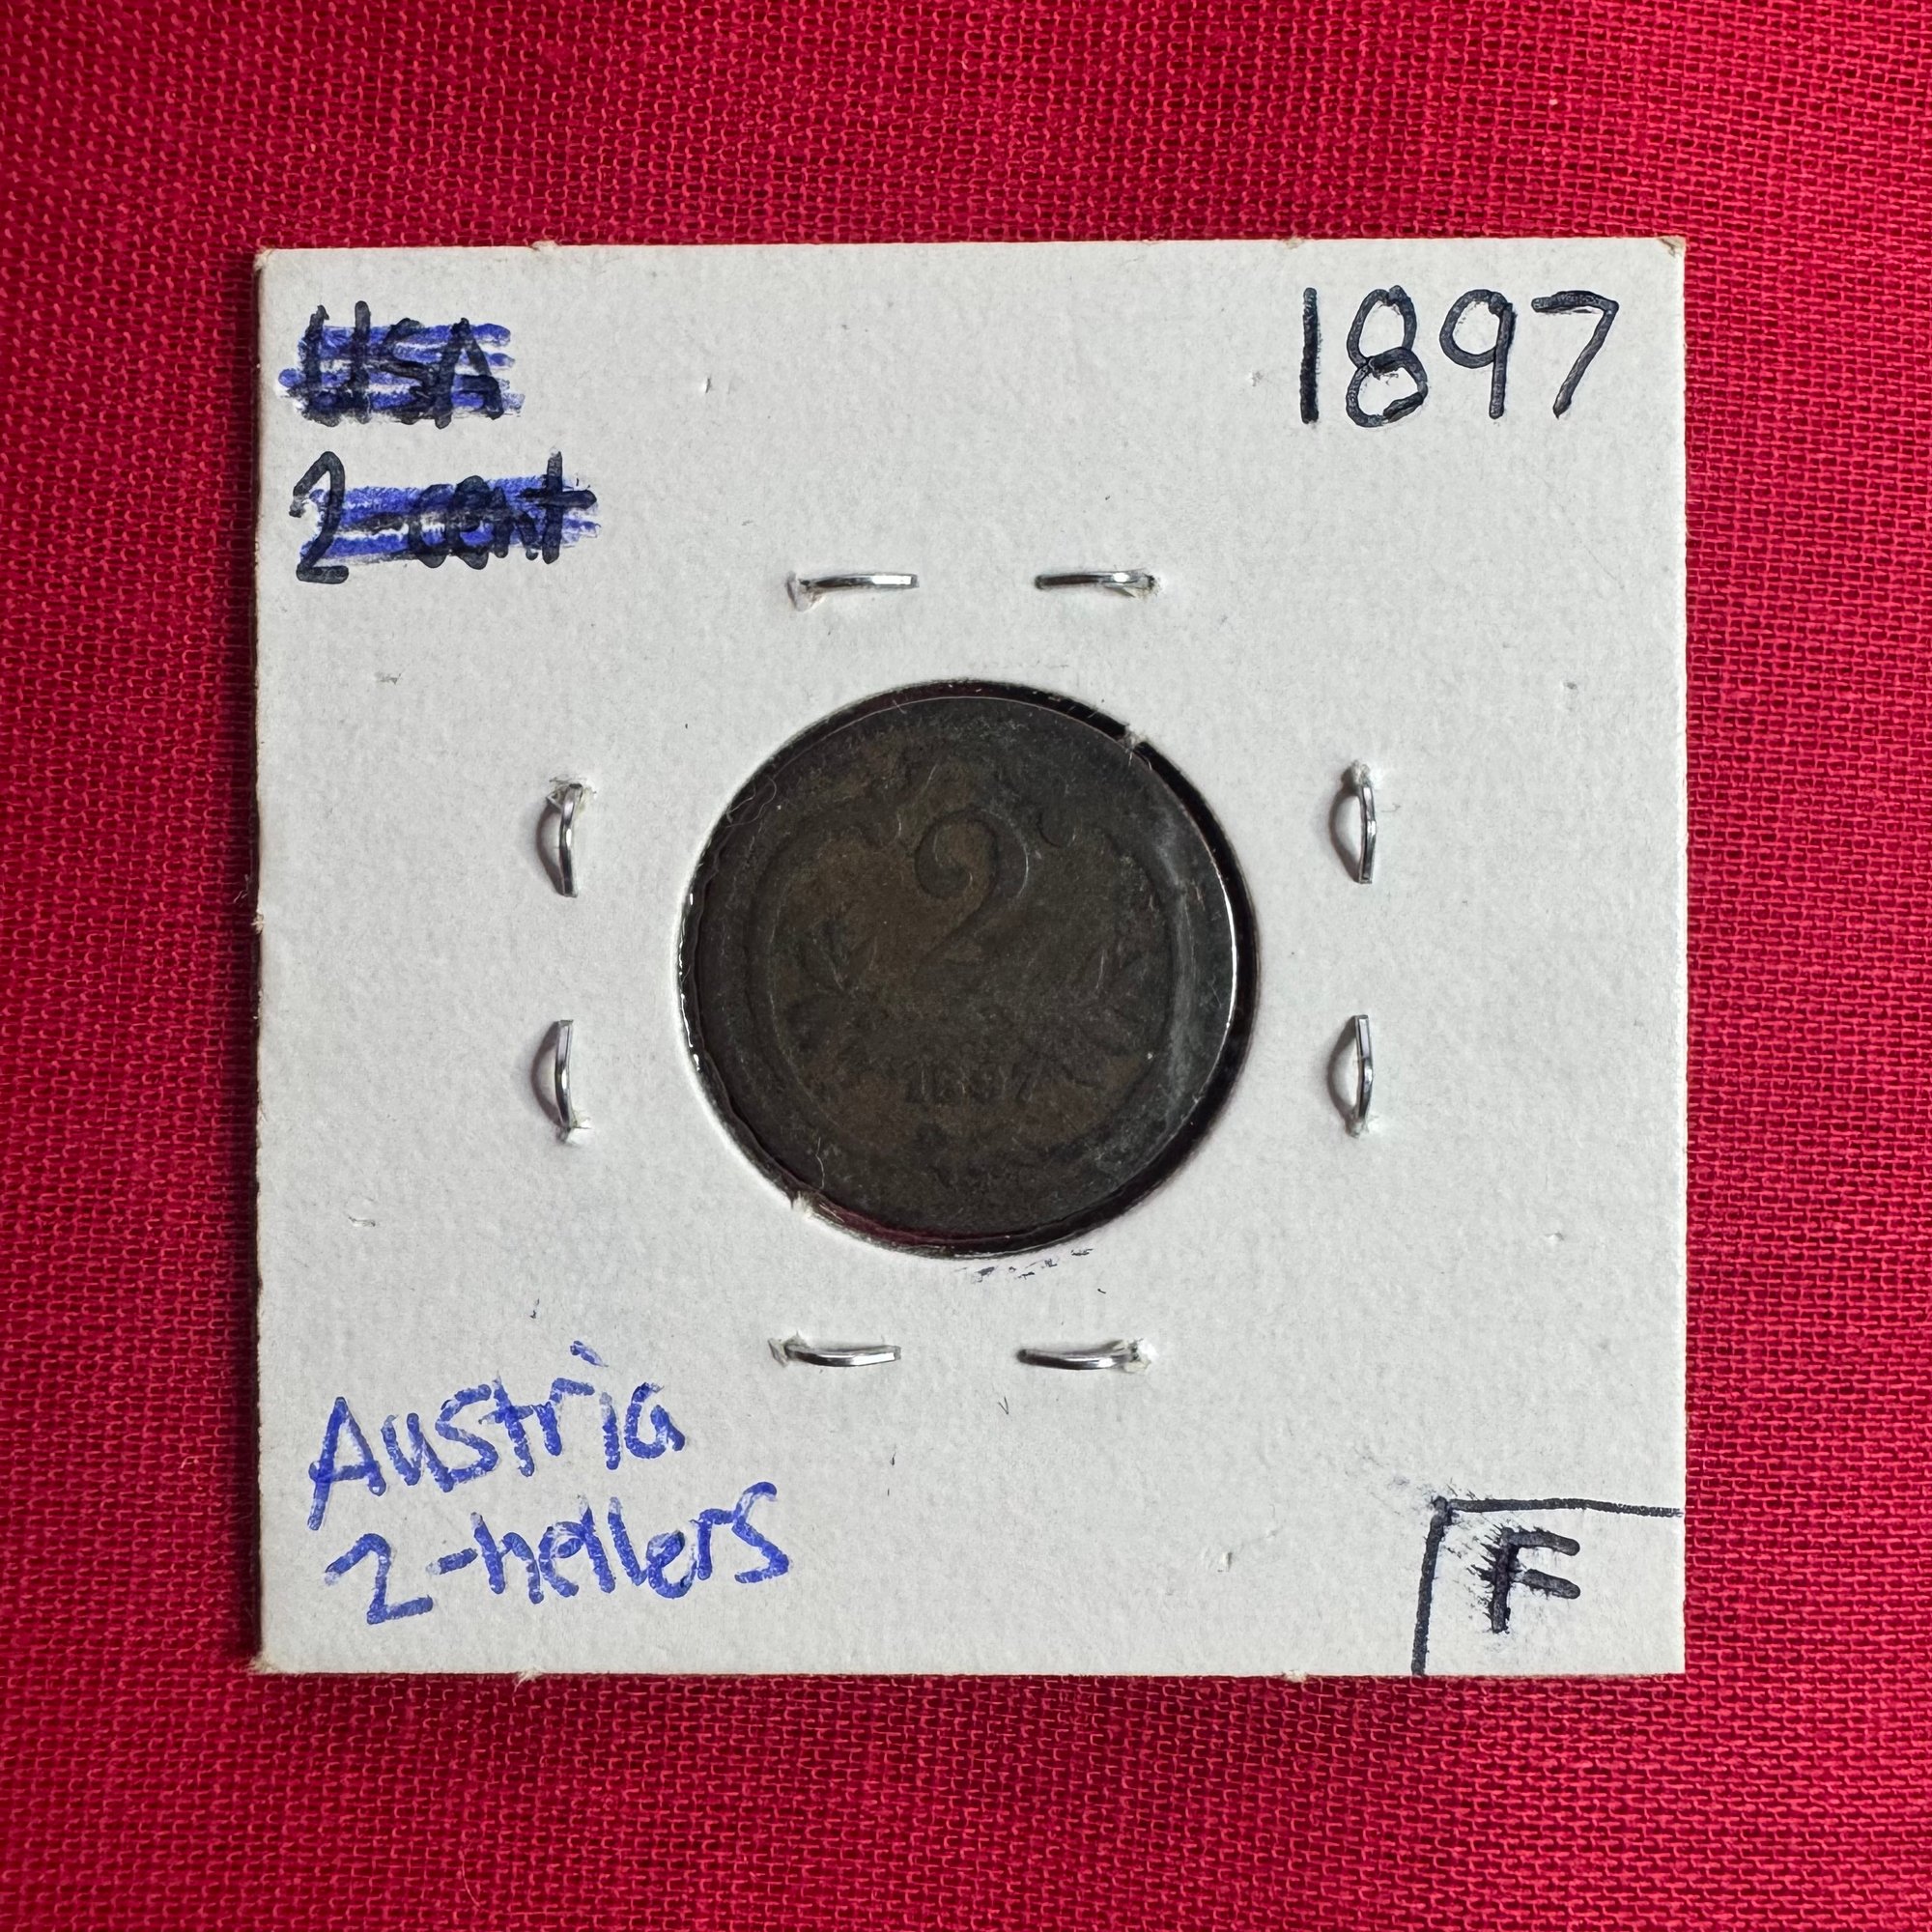 USA
2-cent
1897
2
1897
Austria
2-hellers
F